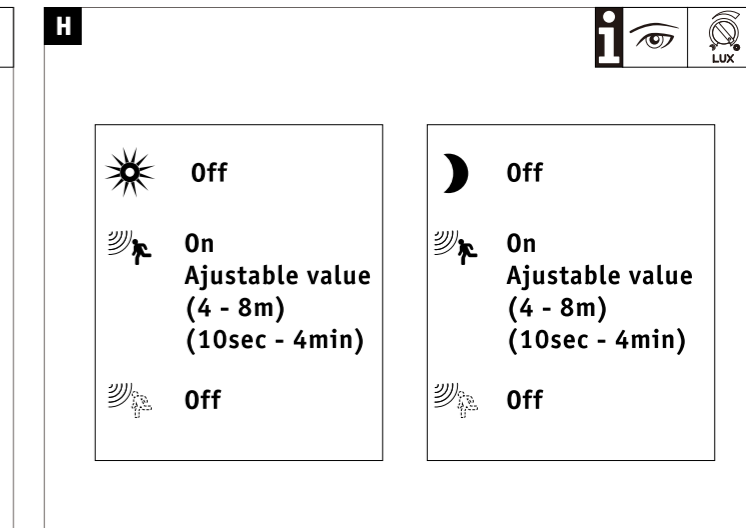 H
i
LUX
Off
On
Ajustable value
(4 - 8m)
(10sec - 4min)
Off
Off
On
Ajustable value
(4 - 8m)
(10sec - 4min)
Off